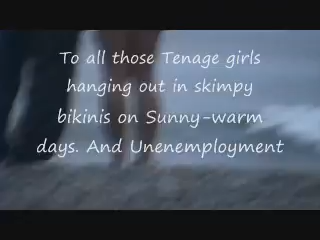 To all those Tenage girls
hanging out in skimpy
bikinis on Sunny-warm
days. And Unenemployment